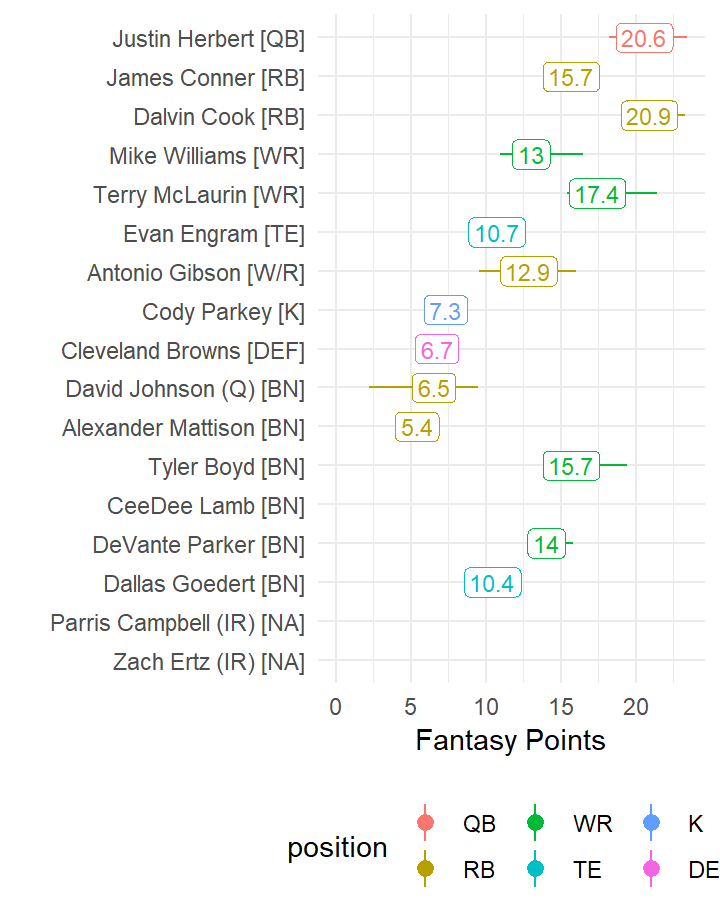 Justin Herbert [QB] 20.6
James Conner [RB] 15.7
Dalvin Cook [RB] 20.9
Mike Williams [WR] 13
Terry McLaurin [WR] 17.4
Evan Engram [TE] 10.7
Antonio Gibson [W/R] 12.9
Cody Parkey [K] 7.3
Cleveland Browns [DEF] 6.7
David Johnson (Q) [BN] 6.5
Alexander Mattison [BN] 5.4
Tyler Boyd [BN] 15.7
CeeDee Lamb [BN]
DeVante Parker [BN] 14
Dallas Goedert [BN] 10.4
Parris Campbell (IR) [NA]
Zach Ertz (IR) [NA]
0 5 10 15 20
Fantasy Points
position
QB WR K
RB TE DE